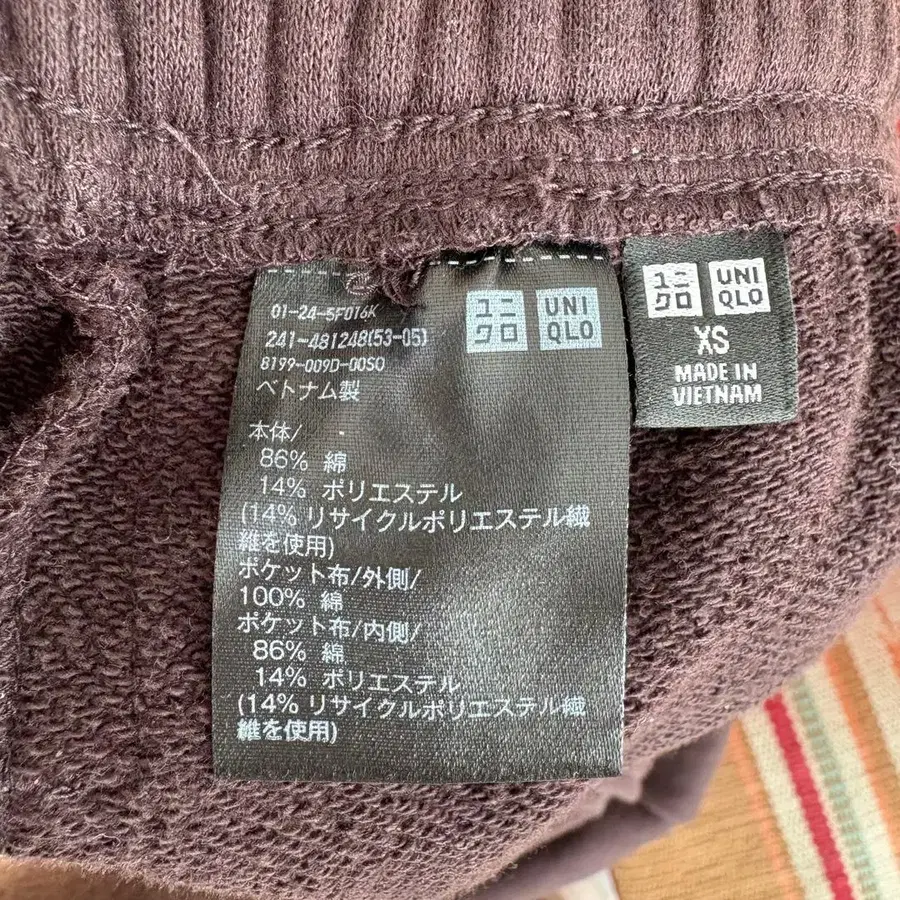 01-24-5F016K
241-481248(53-05)
8199-009D-00SO
ベトナム製
ユニ
クロ
UNI
QLO
本体/
86% 綿
14% ポリエステル
(14% リサイクルポリエステル繊
維を使用)
ポケット布/外側/
100% 綿
ポケット布/内側/
86% 綿
14% ポリエステル
(14% リサイクルポリエステル繊
維を使用)
ユニ
クロ
UNI
QLO
XS
MADE IN
VIETNAM